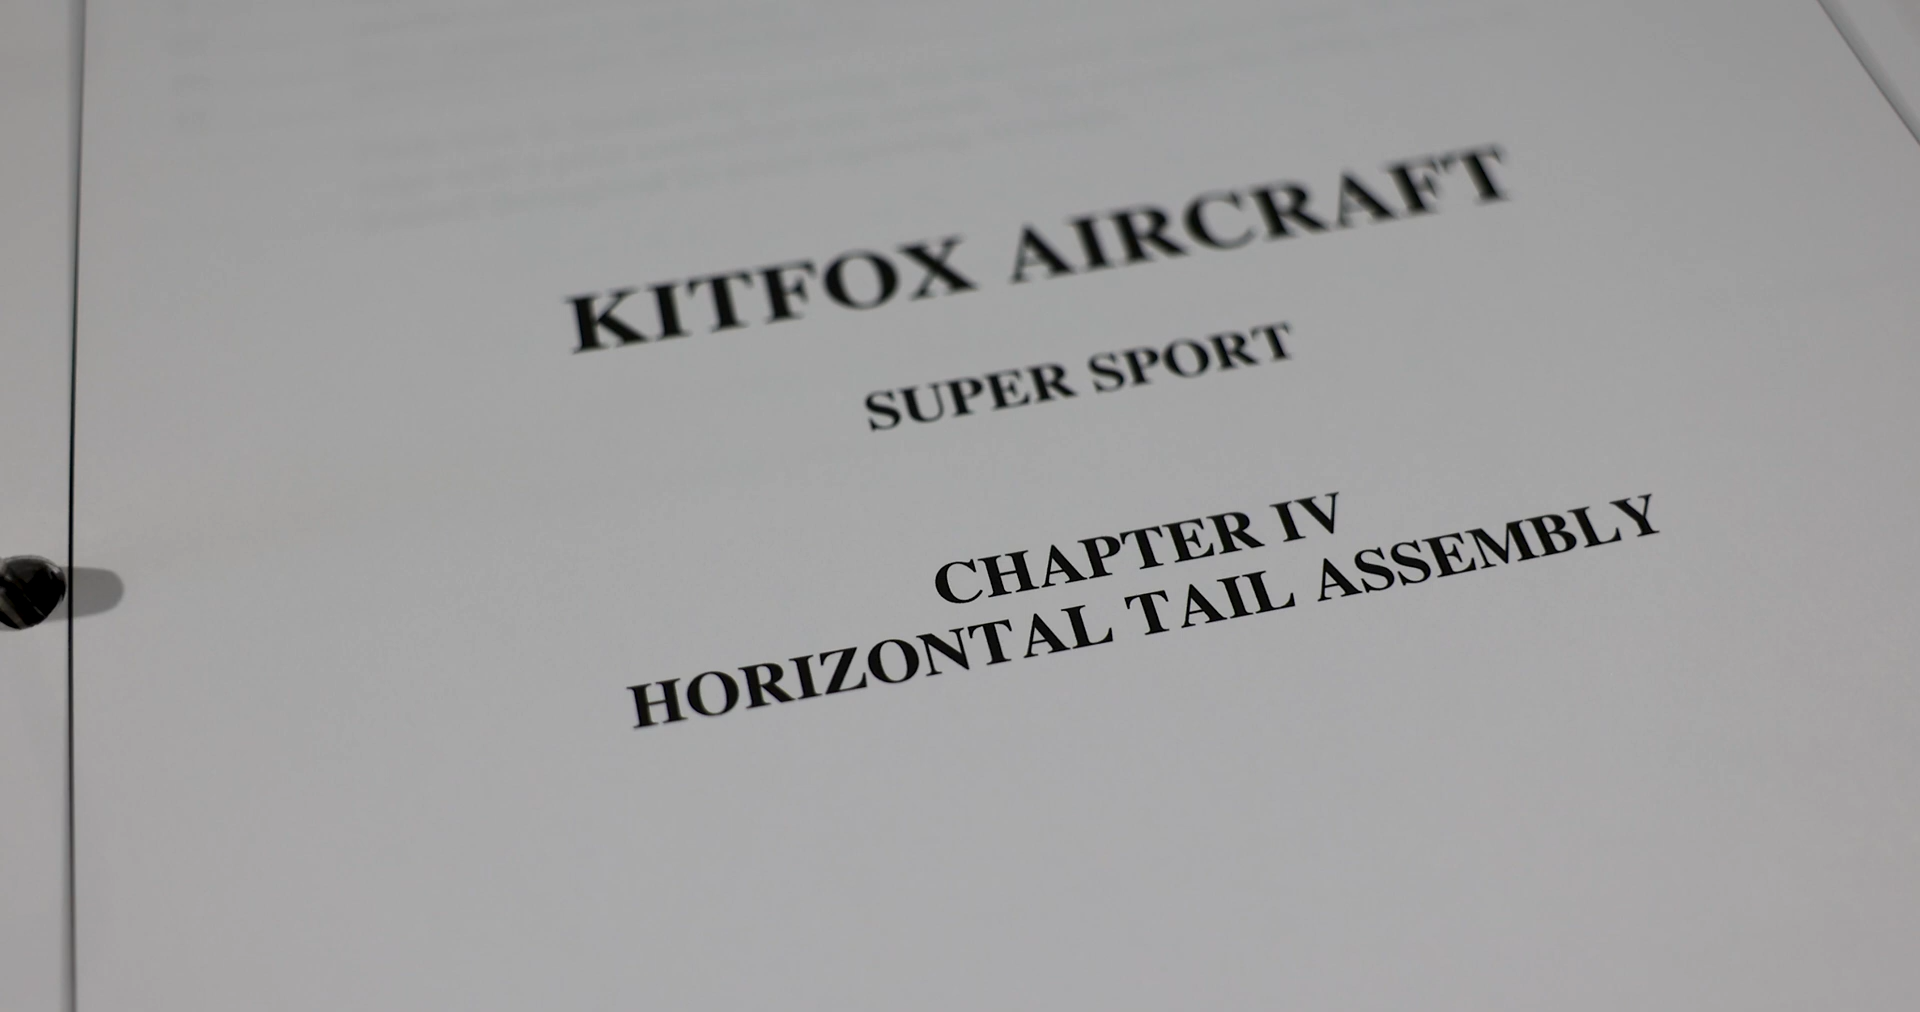 KITFOX AIRCRAFT
SUPER SPORT
CHAPTER IV
HORIZONTAL TAIL ASSEMBLY